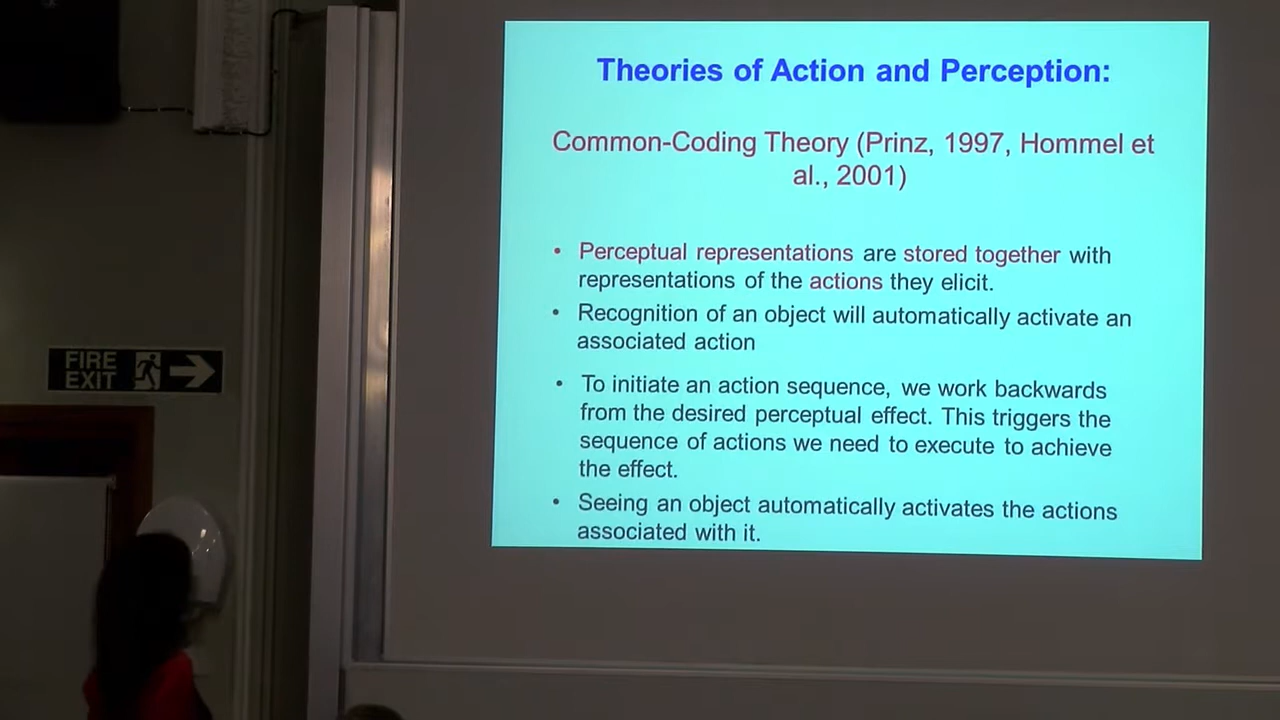 Theories of Action and Perception:
Common-Coding Theory (Prinz, 1997, Hommel et
al., 2001)
• Perceptual representations are stored together with
representations of the actions they elicit.
• Recognition of an object will automatically activate an
associated action
• To initiate an action sequence, we work backwards
from the desired perceptual effect. This triggers the
sequence of actions we need to execute to achieve
the effect.
• Seeing an object automatically activates the actions
associated with it.
FIRE
EXIT